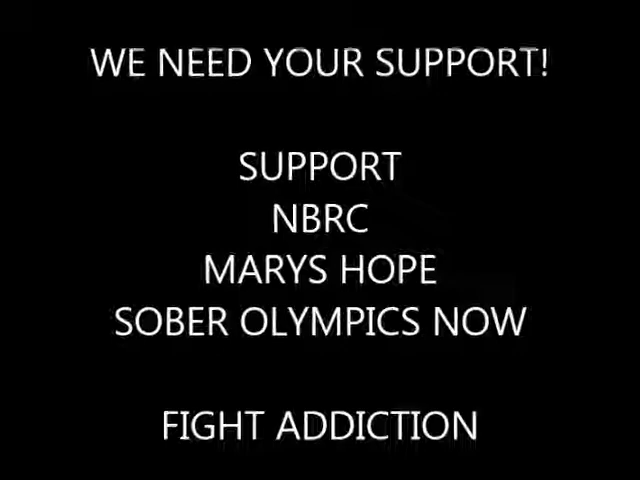 WE NEED YOUR SUPPORT!
SUPPORT
NBRC
MARYS HOPE
SOBER OLYMPICS NOW
FIGHT ADDICTION